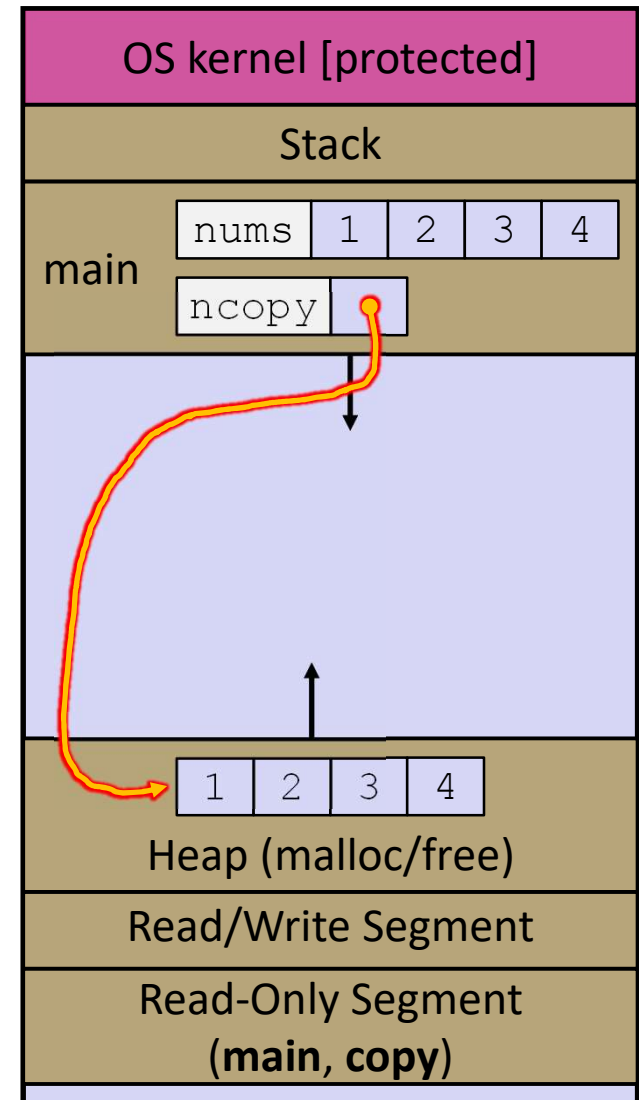 OS kernel [protected]
Stack
main
nums 1 2 3 4
ncopy
1 2 3 4
Heap (malloc/free)
Read/Write Segment
Read-Only Segment
(main, copy)